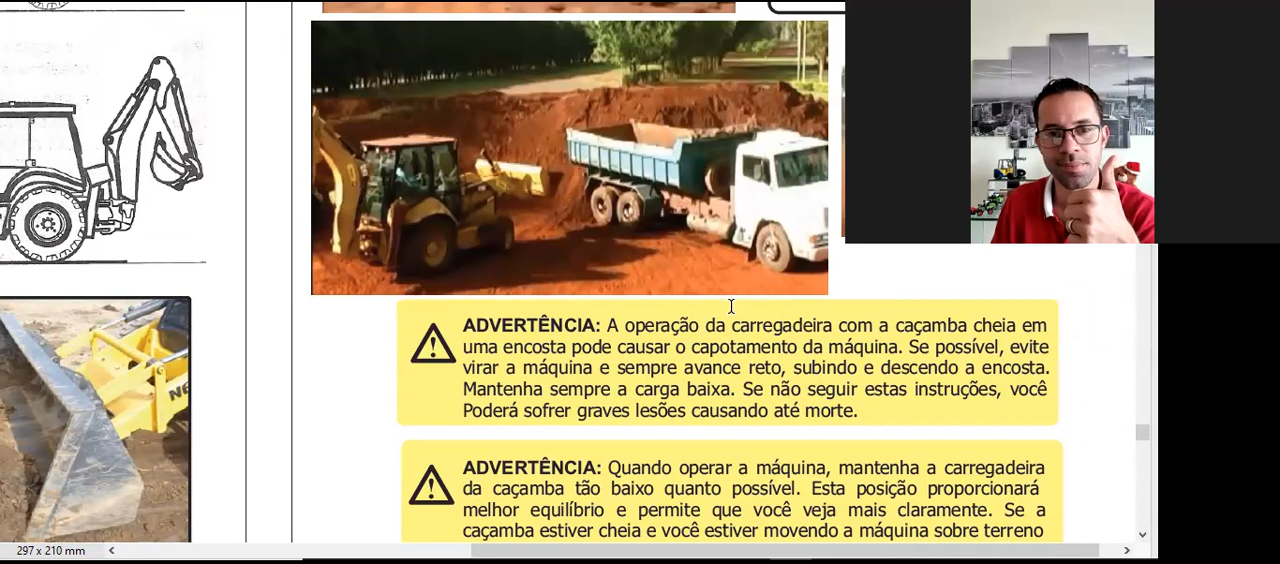 ADVERTÊNCIA: A operação da carregadeira com a caçamba cheia em
uma encosta pode causar o capotamento da máquina. Se possível, evite
virar a máquina e sempre avance reto, subindo e descendo a encosta.
Mantenha sempre a carga baixa. Se não seguir estas instruções, você
Poderá sofrer graves lesões causando até morte.
ADVERTÊNCIA: Quando operar a máquina, mantenha a carregadeira
da caçamba tão baixo quanto possível. Esta posição proporcionará
melhor equilíbrio e permite que você veja mais claramente. Se a
caçamba estiver cheia e você estiver movendo a máquina sobre terreno
297 x 210 mm